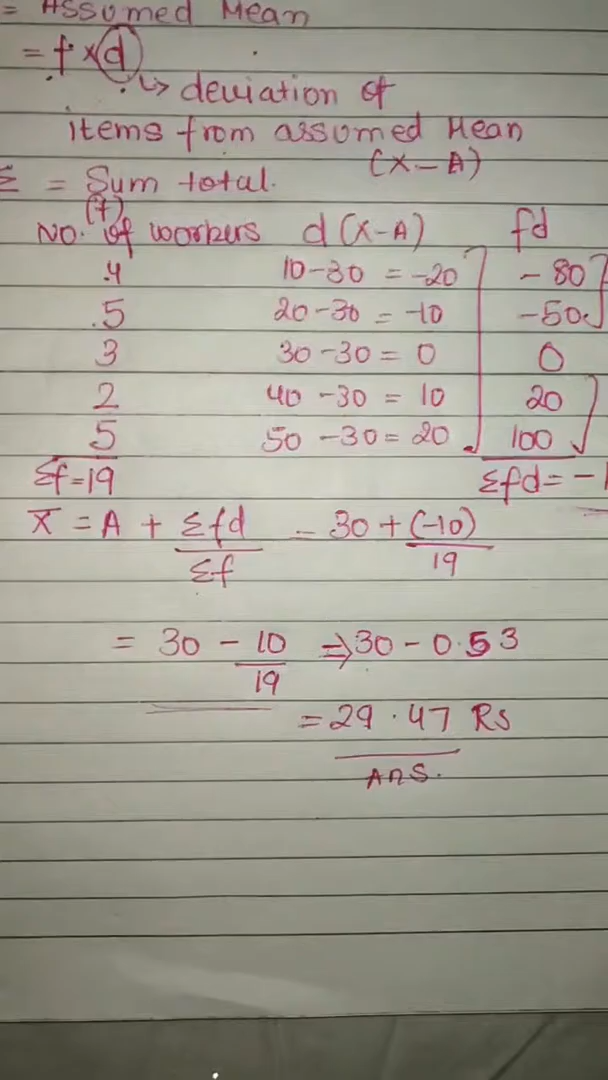 = Assumed Mean
= f × d
↳ deviation of
items from assumed Mean
(X - A)
Σ = Sum total.
(f)
No. of workers d (X-A) fd
4 10-30 = -20 -80
5 20-30 = -10 -50
3 30-30 = 0 0
2 40-30 = 10 20
5 50-30 = 20 100
Σf=19 Σfd= -1
X̄ = A + Σfd/Σf = 30 + (-10)/19
= 30 - 10/19 ⇒ 30 - 0.53
= 29.47 RS
Ans.